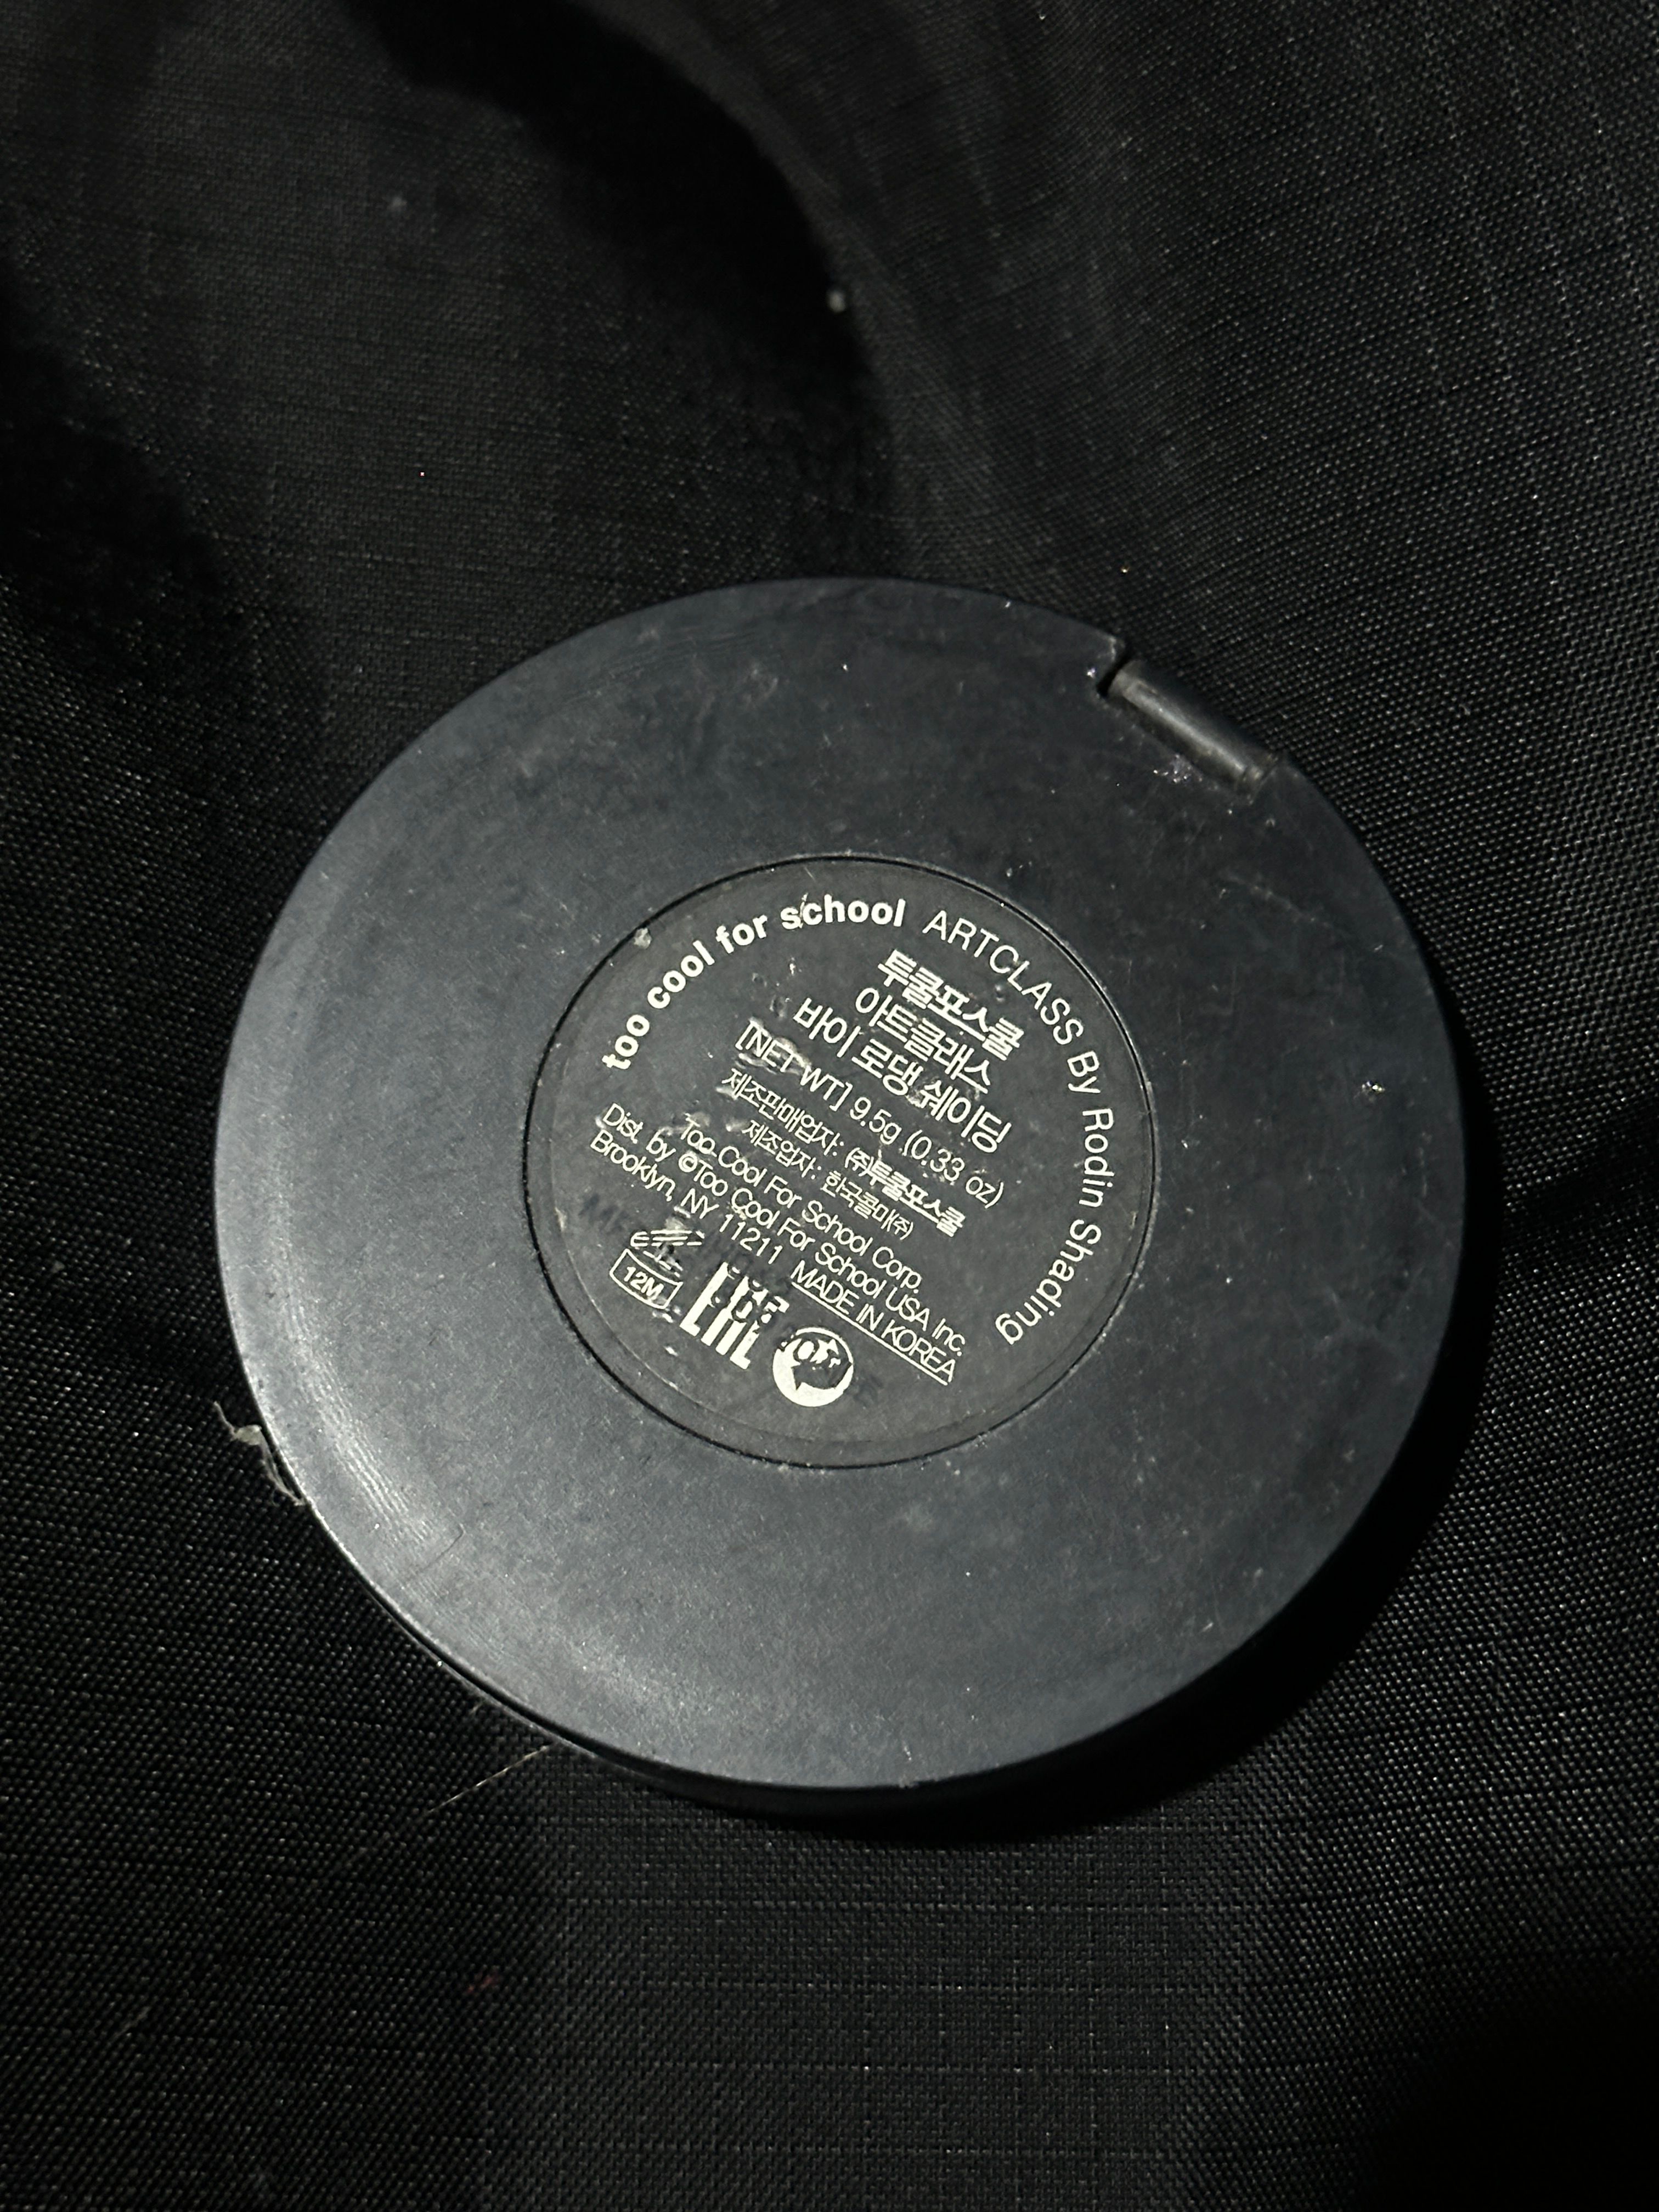 too cool for school ARTCLASS By Rodin Shading
투쿨포스쿨
아트클래스
바이 로댕 쉐이딩
[NET WT] 9.5g (0.33 oz)
제조판매업자: (주)투쿨포스쿨
제조업자: 한국콜마(주)
Too Cool For School Corp.
Dist. by ©Too Cool For School USA Inc.
Brooklyn, NY 11211 MADE IN KOREA
12M